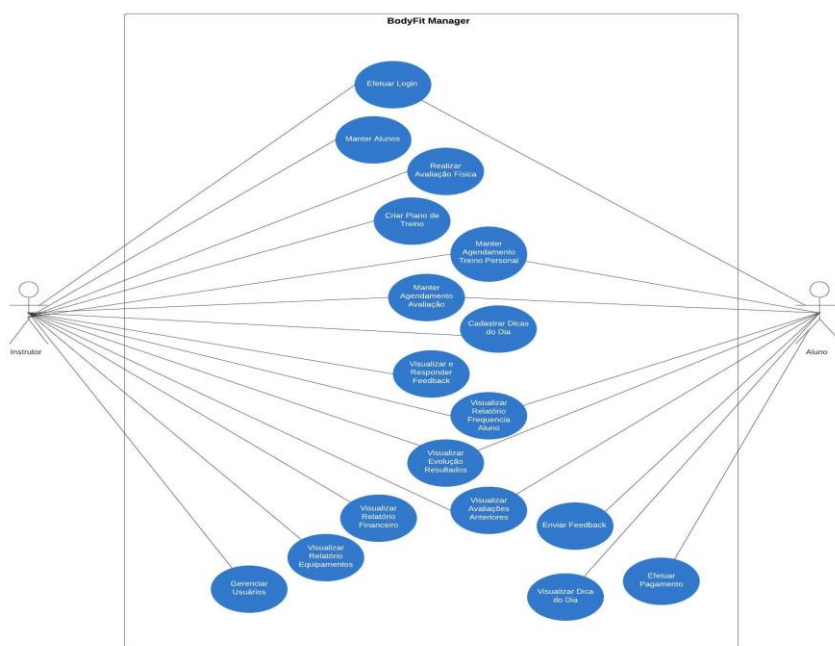 BodyFit Manager
Efetuar Login
Manter Alunos
Realizar
Avaliação Física
Criar Plano de
Treino
Manter
Agendamento
Treino Personal
Manter
Agendamento
Avaliação
Cadastrar Dicas
do Dia
Instrutor
Aluno
Visualizar e
Responder
Feedback
Visualizar
Relatório
Frequencia
Aluno
Visualizar
Evolução
Resultados
Visualizar
Avaliações
Anteriores
Visualizar
Relatório
Financeiro
Enviar Feedback
Visualizar
Relatório
Equipamentos
Gerenciar
Usuários
Efetuar
Pagamento
Visualizar Dica
do Dia